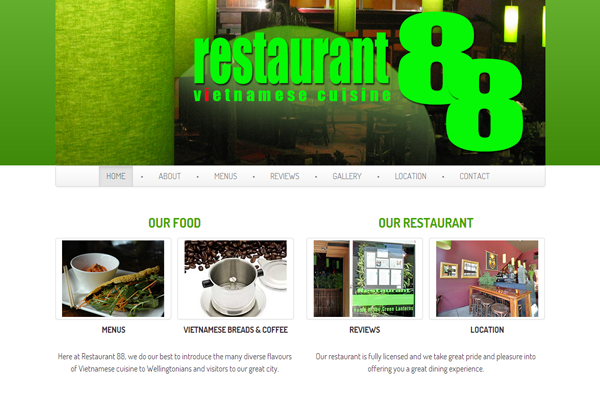 restaurant 88
vietnamese cuisine
HOME • ABOUT • MENUS • REVIEWS • GALLERY • LOCATION • CONTACT
OUR FOOD
OUR RESTAURANT
Restaurant
MENUS
VIETNAMESE BREADS & COFFEE
REVIEWS
LOCATION
Here at Restaurant 88, we do our best to introduce the many diverse flavours
of Vietnamese cuisine to Wellingtonians and visitors to our great city.
Our restaurant is fully licensed and we take great pride and pleasure into
offering you a great dining experience.